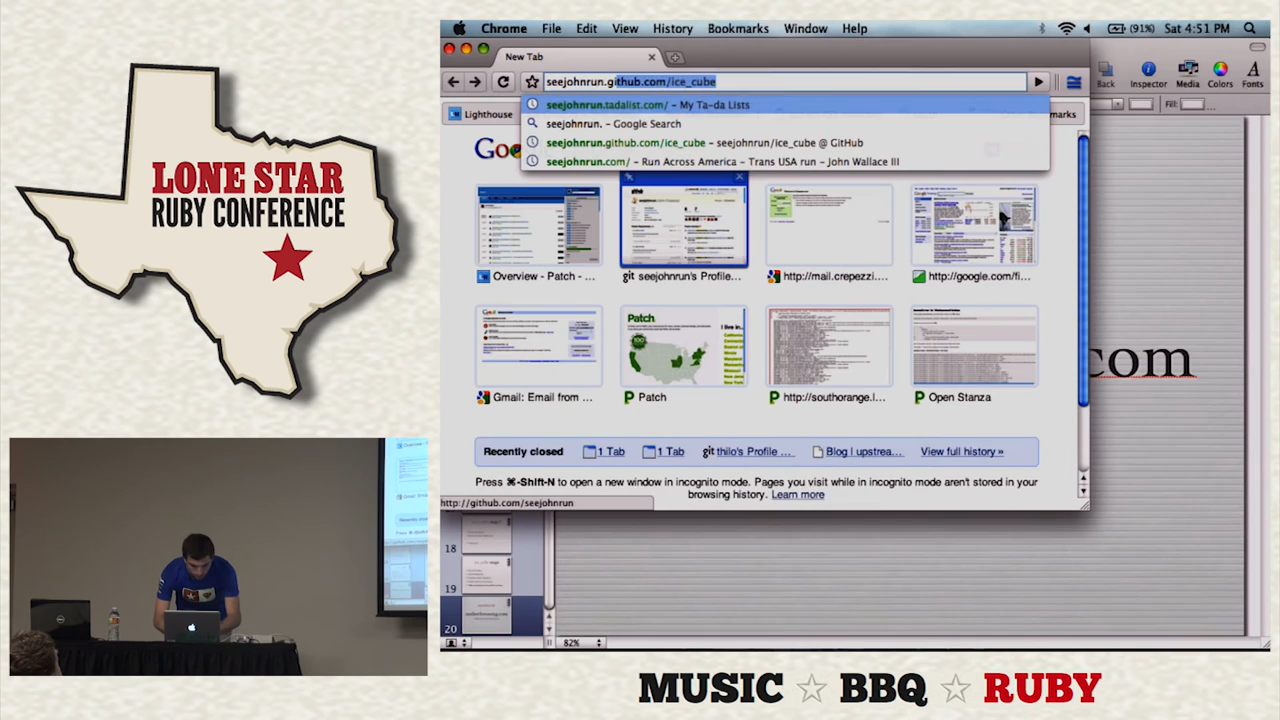 LONE STAR
RUBY CONFERENCE
Chrome File Edit View History Bookmarks Window Help
(91%) Sat 4:51 PM
New Tab
seejohnrun.github.com/ice_cube
Back Inspector Media Colors Fonts
Fill:
Lighthouse
marks
seejohnrun.tadalist.com/ – My Ta-da Lists
seejohnrun. – Google Search
seejohnrun.github.com/ice_cube – seejohnrun/ice_cube @ GitHub
seejohnrun.com/ – Run Across America – Trans USA run – John Wallace III
Overview - Patch - ...
git seejohnrun's Profile...
http://mail.crepezzi....
http://google.com/fi...
Patch
I live in...
Gmail: Email from ...
Patch
http://southorange.l...
Open Stanza
com
Recently closed
1 Tab
1 Tab
git thilo's Profile ...
Blog | upstrea...
View full history »
Press ⌘-Shift-N to open a new window in incognito mode. Pages you visit while in incognito mode aren't stored in your
browsing history. Learn more
http://github.com/seejohnrun
18
19
20
82%
MUSIC ☆ BBQ ☆ RUBY